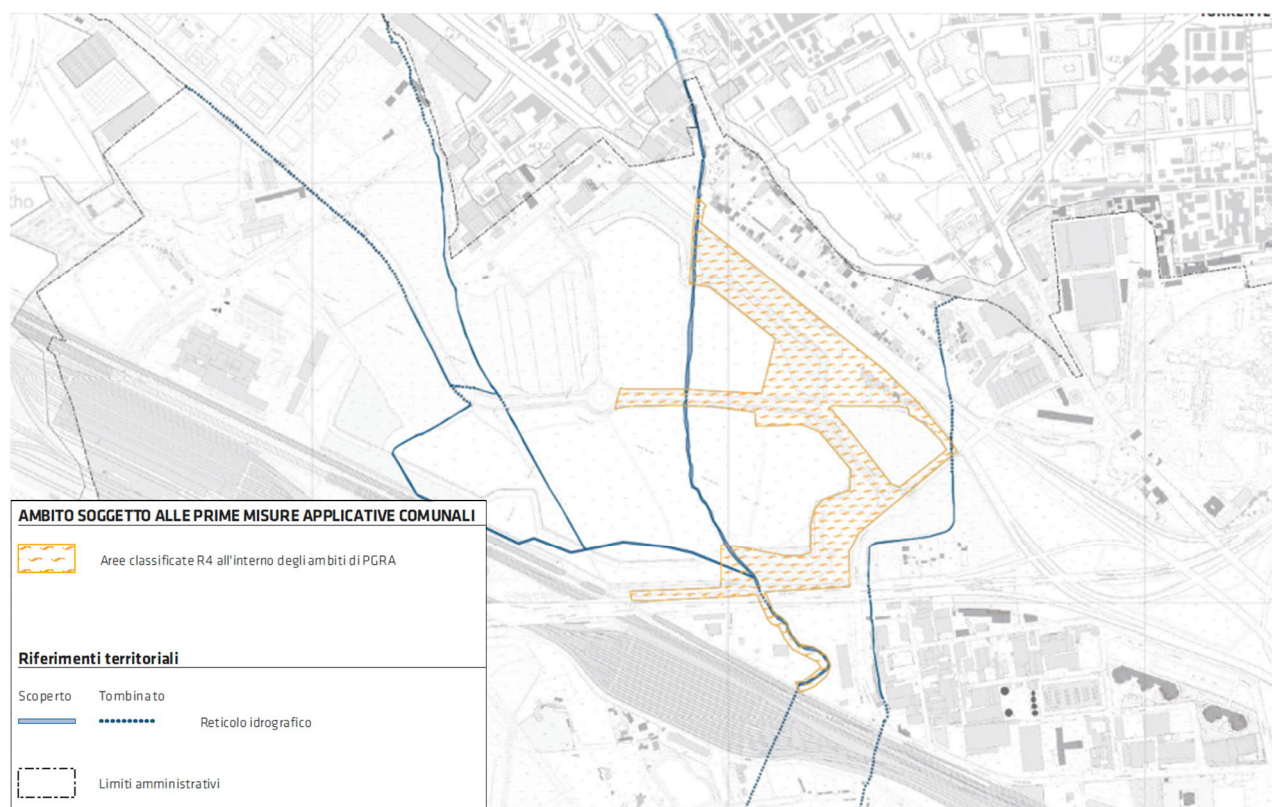 TORRENTE
AMBITO SOGGETTO ALLE PRIME MISURE APPLICATIVE COMUNALI
Aree classificate R4 all'interno degli ambiti di PGRA
Riferimenti territoriali
Scoperto Tombinato
Reticolo idrografico
Limiti amministrativi